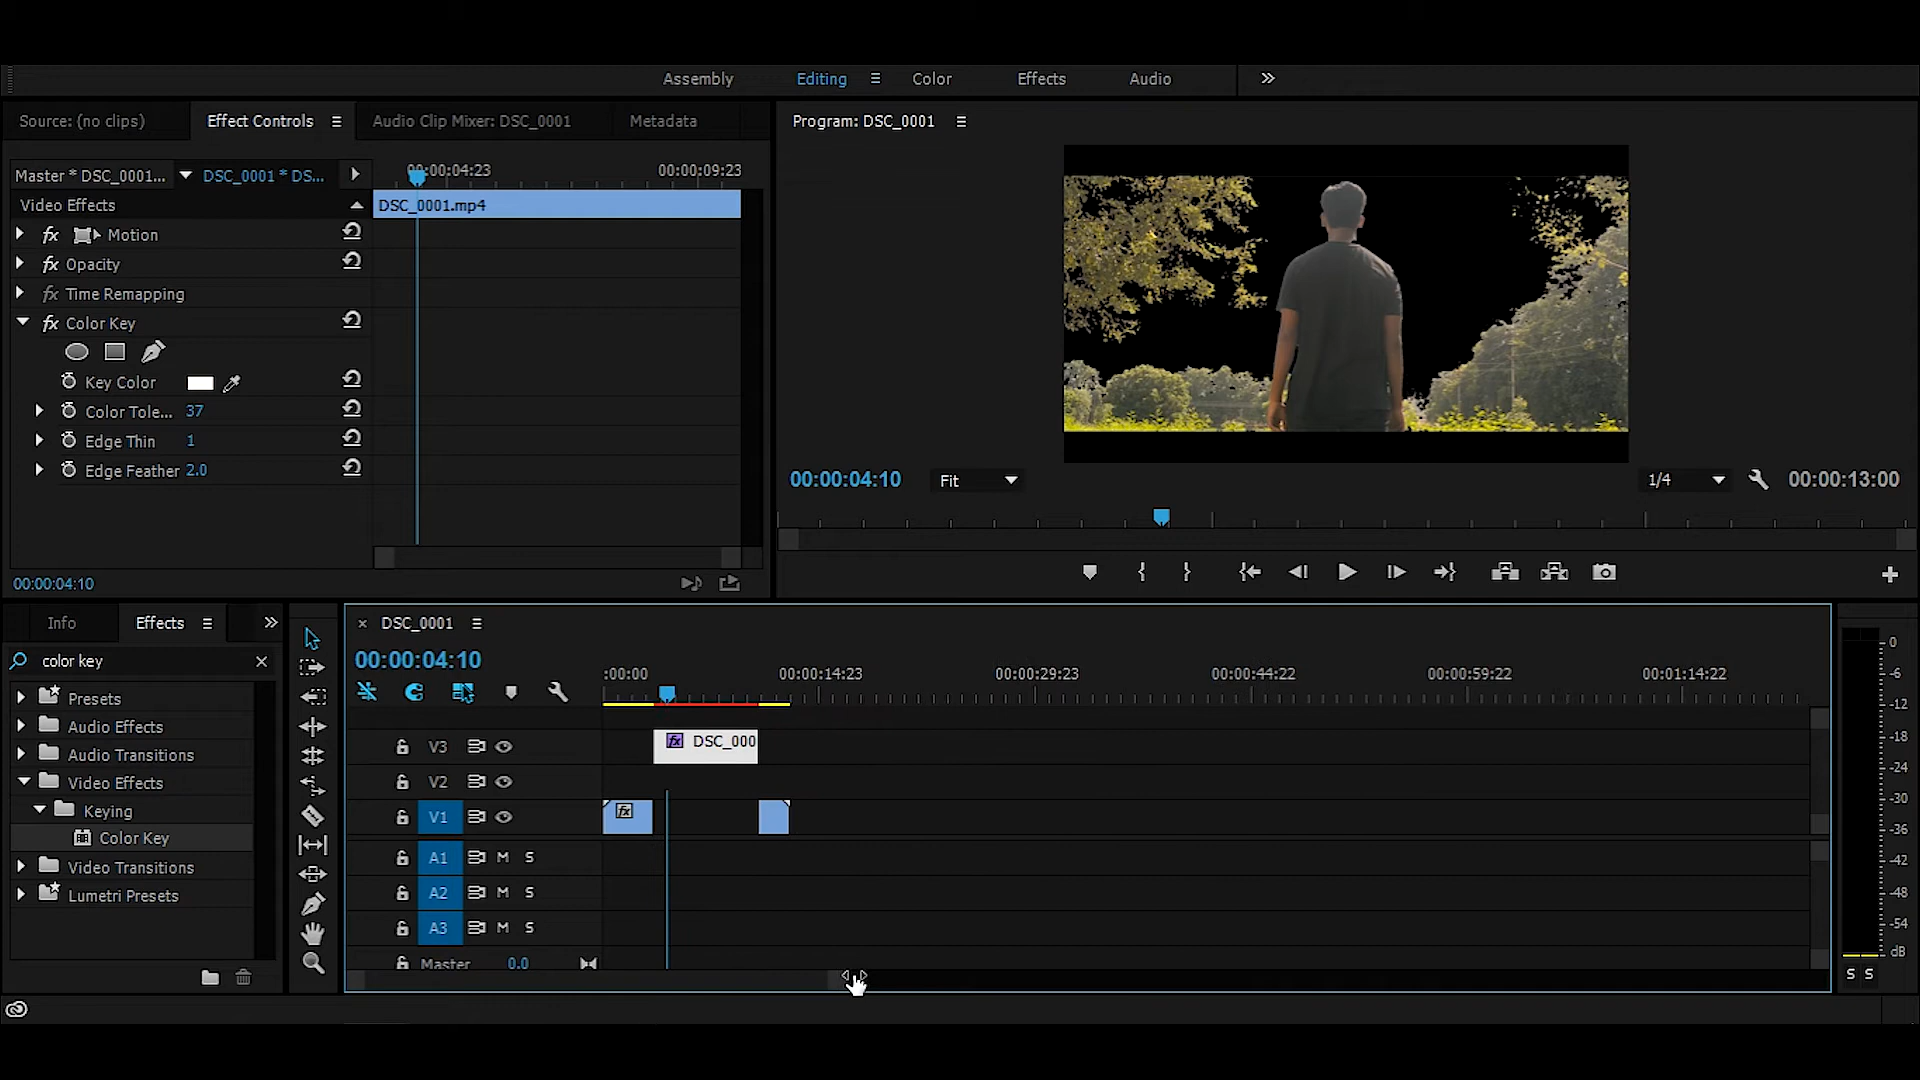 Assembly Editing Color Effects Audio
Source: (no clips) Effect Controls Audio Clip Mixer: DSC_0001 Metadata
Program: DSC_0001
Master * DSC_0001... DSC_0001 * DS...
00:00:04:23 00:00:09:23
Video Effects
DSC_0001.mp4
fx Motion
fx Opacity
fx Time Remapping
fx Color Key
Key Color
Color Tole... 37
Edge Thin 1
Edge Feather 2.0
00:00:04:10
00:00:04:10 Fit 1/4 00:00:13:00
Info Effects
color key
Presets
Audio Effects
Audio Transitions
Video Effects
Keying
Color Key
Video Transitions
Lumetri Presets
DSC_0001
00:00:04:10
:00:00 00:00:14:23 00:00:29:23 00:00:44:22 00:00:59:22 00:01:14:22
V3 fx DSC_000
V2
V1 fx
A1 M S
A2 M S
A3 M S
Master 0.0
0
-6
-12
-18
-24
-30
-36
-42
-48
-54
dB
S S